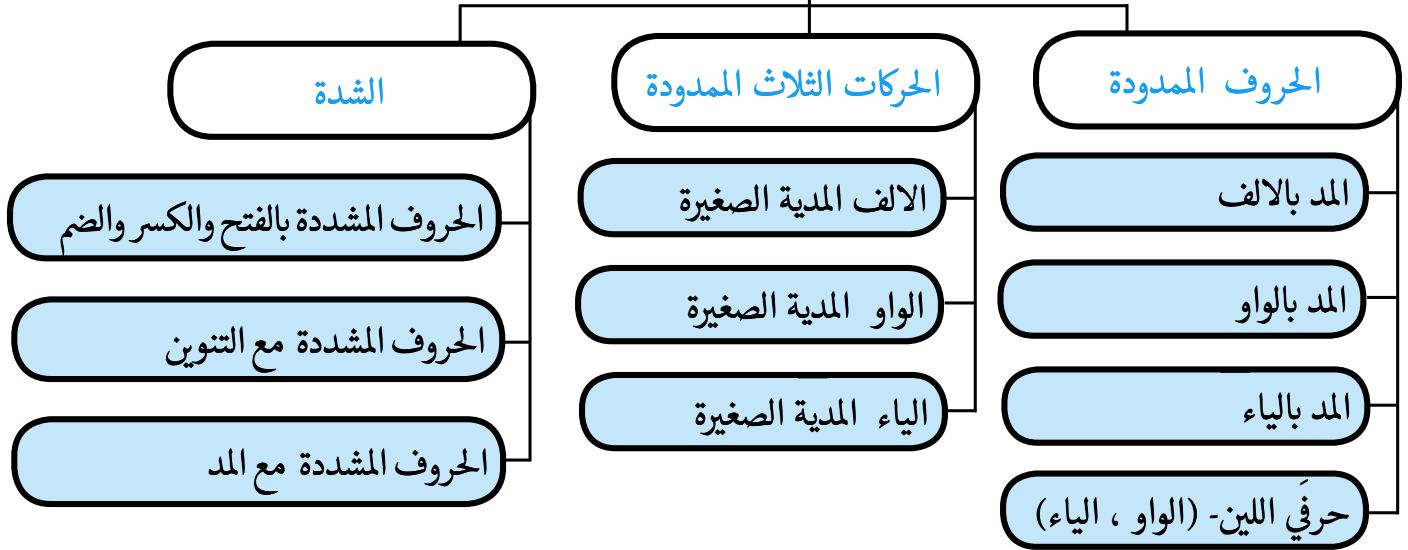 الحروف الممدودة
المد بالالف
المد بالواو
المد بالياء
حرفَي اللين- (الواو ، الياء)
الحركات الثلاث الممدودة
الالف المدية الصغيرة
الواو المدية الصغيرة
الياء المدية الصغيرة
الشدة
الحروف المشددة بالفتح والكسر والضم
الحروف المشددة مع التنوين
الحروف المشددة مع المد